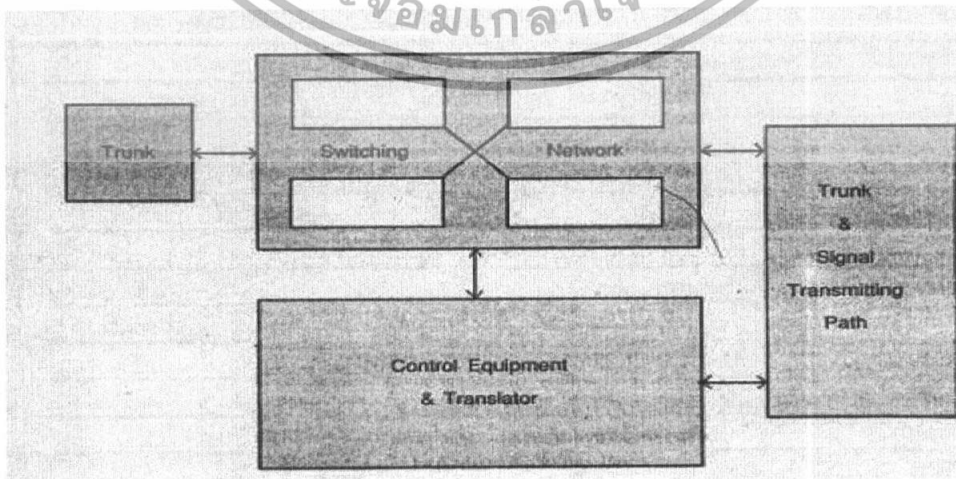 จอมเกล้า
Trunk
Switching
Network
Trunk
&
Signal
Transmitting
Path
Control Equipment
& Translator